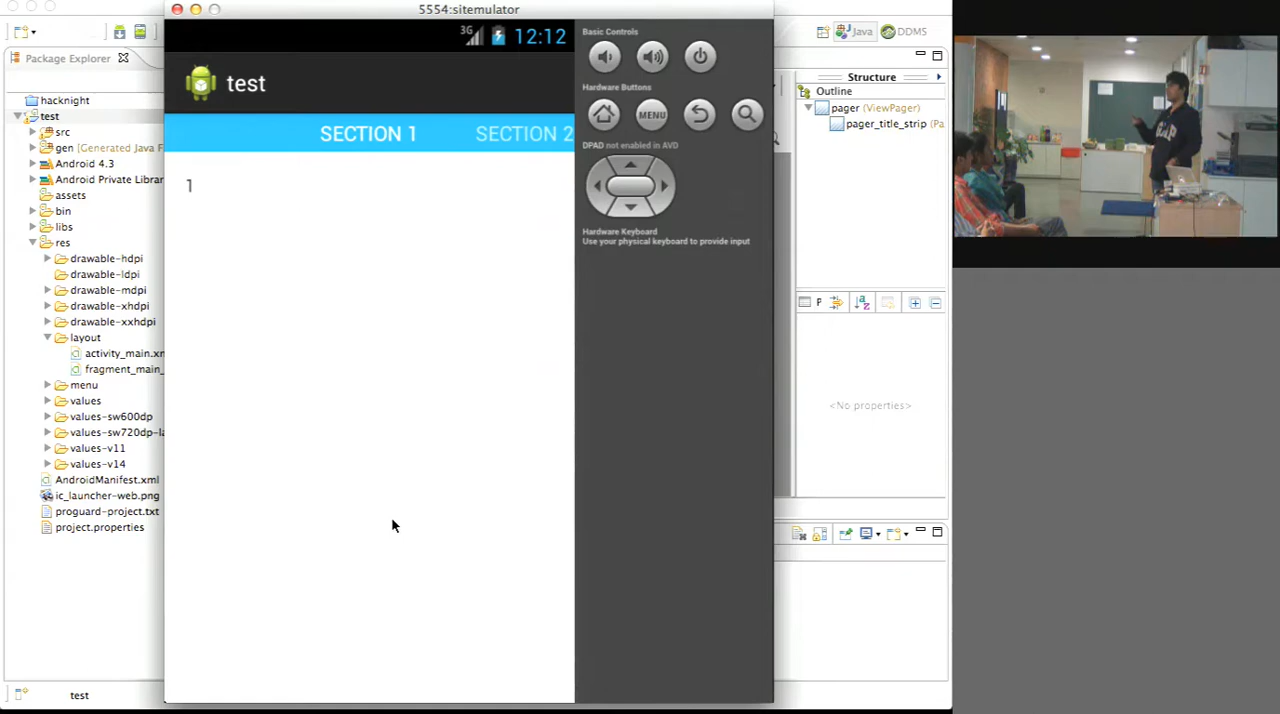 5554:sitemulator
Java
DDMS
Package Explorer
hacknight
test
src
gen [Generated Java F
Android 4.3
Android Private Librar
assets
bin
libs
res
drawable-hdpi
drawable-ldpi
drawable-mdpi
drawable-xhdpi
drawable-xxhdpi
layout
activity_main.xm
fragment_main_
menu
values
values-sw600dp
values-sw720dp-la
values-v11
values-v14
AndroidManifest.xml
ic_launcher-web.png
proguard-project.txt
project.properties
test
3G
12:12
test
SECTION 1
SECTION 2
1
Basic Controls
Hardware Buttons
MENU
DPAD not enabled in AVD
Hardware Keyboard
Use your physical keyboard to provide input
Structure
Outline
pager (ViewPager)
pager_title_strip (Pa
P
<No properties>